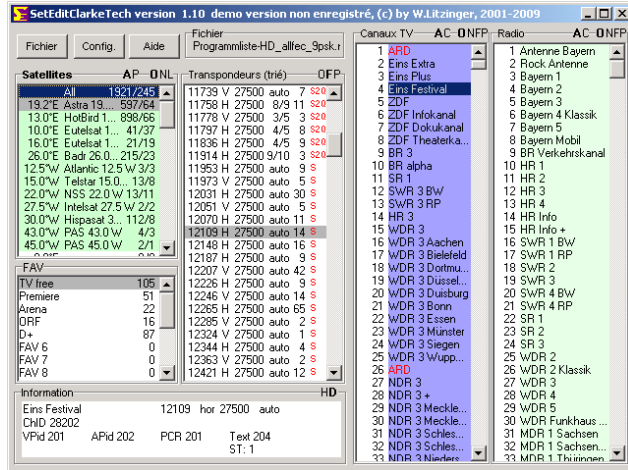 SetEditClarkeTech version 1.10 demo version non enregistré, (c) by W.Litzinger, 2001-2009
Fichier
Config.
Aide
Fichier
Programmliste-HD_allfec_9psk.r
Satellites AP ONL
All 1921/245
19.2°E Astra 19.... 597/64
13.0°E HotBird 1... 898/66
10.0°E Eutelsat 1... 41/37
16.0°E Eutelsat 1... 21/19
26.0°E Badr 26.0... 215/23
12.5°W Atlantic 12.5 W 3/3
15.0°W Telstar 15.0... 13/8
22.0°W NSS 22.0 W 13/11
27.5°W Intelsat 27.5 W 2/2
30.0°W Hispasat 3... 112/8
43.0°W PAS 43.0 W 4/3
45.0°W PAS 45.0 W 2/1
FAV
TV free 105
Premiere 51
Arena 22
ORF 16
D+ 87
FAV 6 0
FAV 7 0
FAV 8 0
Transpondeurs (trié) OFP
11739 V 27500 auto 7 S20
11758 H 27500 8/9 11 S20
11778 V 27500 3/5 3 S20
11797 H 27500 4/5 8 S20
11836 H 27500 4/5 9 S20
11914 H 27500 9/10 3 S20
11953 H 27500 auto 9 S
11973 V 27500 auto 5 S
12031 H 27500 auto 30 S
12051 V 27500 auto 5 S
12070 H 27500 auto 11 S
12109 H 27500 auto 14 S
12148 H 27500 auto 16 S
12187 H 27500 auto 9 S
12207 V 27500 auto 42 S
12226 H 27500 auto 9 S
12246 V 27500 auto 14 S
12265 H 27500 auto 65 S
12285 V 27500 auto 2 S
12324 V 27500 auto 1 S
12344 H 27500 auto 4 S
12363 V 27500 auto 2 S
12421 H 27500 auto 12 S
Information HD
Eins Festival 12109 hor 27500 auto
ChID 28202
VPid 201 APid 202 PCR 201 Text 204
ST: 1
Canaux TV AC ONFP
1 ARD
2 Eins Extra
3 Eins Plus
4 Eins Festival
5 ZDF
6 ZDF Infokanal
7 ZDF Dokukanal
8 ZDF Theaterka...
9 BR 3
10 BR alpha
11 SR 1
12 SWR 3 BW
13 SWR 3 RP
14 HR 3
15 WDR 3
16 WDR 3 Aachen
17 WDR 3 Bielefeld
18 WDR 3 Dortmu...
19 WDR 3 Düssel...
20 WDR 3 Duisburg
21 WDR 3 Bonn
22 WDR 3 Essen
23 WDR 3 Münster
24 WDR 3 Siegen
25 WDR 3 Wupp...
26 ARD
27 NDR 3
28 NDR 3 +
29 NDR 3 Meckle...
30 NDR 3 Meckle...
31 NDR 3 Schles...
32 NDR 3 Schles...
33 NDR 3 Nieders
Radio AC ONFP
1 Antenne Bayern
2 Rock Antenne
3 Bayern 1
4 Bayern 2
5 Bayern 3
6 Bayern 4 Klassik
7 Bayern 5
8 Bayern Mobil
9 BR Verkehrskanal
10 HR 1
11 HR 2
12 HR 3
13 HR 4
14 HR Info
15 HR Info +
16 SWR 1 BW
17 SWR 1 RP
18 SWR 2
19 SWR 3
20 SWR 4 BW
21 SWR 4 RP
22 SR 1
23 SR 2
24 SR 3
25 WDR 2
26 WDR 2 Klassik
27 WDR 3
28 WDR 4
29 WDR 5
30 WDR Funkhaus ...
31 MDR 1 Sachsen
32 MDR 1 Sachsen...
33 MDR 1 Thüringen